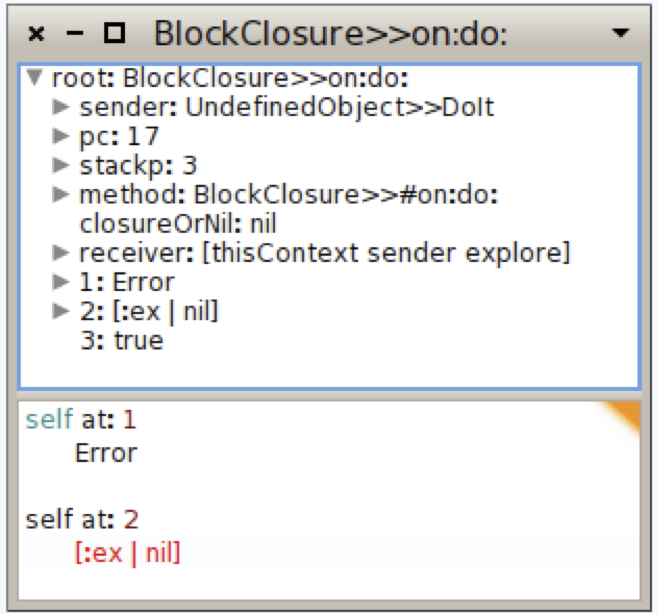 BlockClosure>>on:do:
root: BlockClosure>>on:do:
sender: UndefinedObject>>DoIt
pc: 17
stackp: 3
method: BlockClosure>>#on:do:
closureOrNil: nil
receiver: [thisContext sender explore]
1: Error
2: [:ex | nil]
3: true
self at: 1
Error
self at: 2
[:ex | nil]